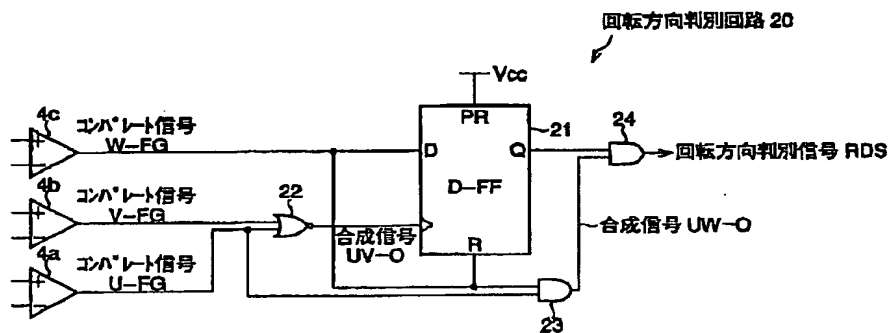 回転方向判別回路 20
Vcc
4c
コンパレート信号
W-FG
PR
21
24
D
Q
回転方向判別信号 RDS
4b
コンパレート信号
V-FG
22
D-FF
合成信号
UV-O
合成信号 UW-O
4a
コンパレート信号
U-FG
R
23